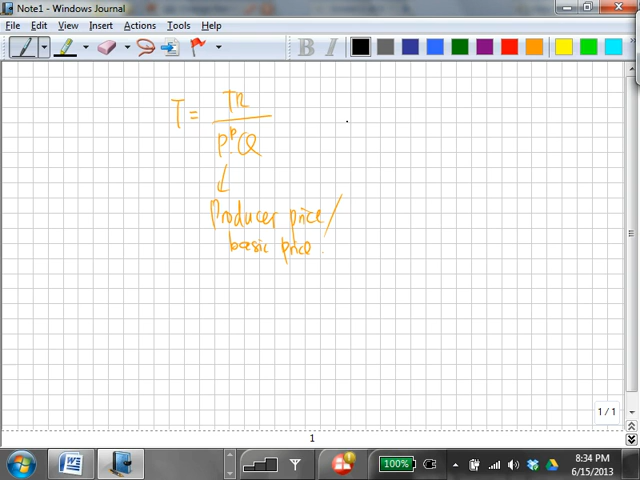 Note1 - Windows Journal
File Edit View Insert Actions Tools Help
B I
T = TR
P^P Q
Producer price/
basic price.
1 / 1
1
100%
8:34 PM
6/15/2013